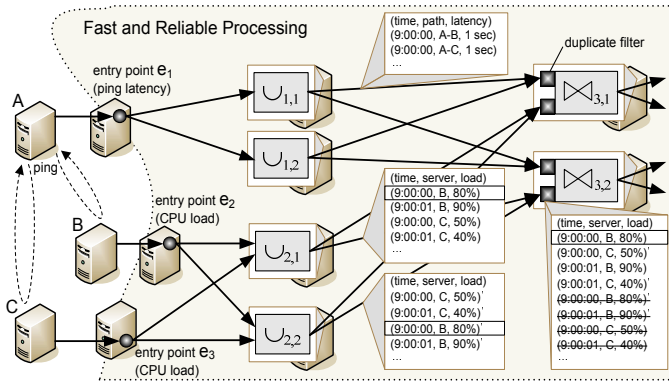 Fast and Reliable Processing
(time, path, latency)
(9:00:00, A-B, 1 sec)
(9:00:00, A-C, 1 sec)
...
duplicate filter
entry point e1
(ping latency)
A
∪1,1
⋈3,1
ping
∪1,2
⋈3,2
entry point e2
(CPU load)
B
∪2,1
(time, server, load)
(9:00:00, B, 80%)
(9:00:01, B, 90%)
(9:00:00, C, 50%)
(9:00:01, C, 40%)
...
C
entry point e3
(CPU load)
∪2,2
(time, server, load)
(9:00:00, C, 50%)'
(9:00:01, C, 40%)'
(9:00:00, B, 80%)'
(9:00:01, B, 90%)'
...
(time, server, load)
(9:00:00, B, 80%)
(9:00:00, C, 50%)'
(9:00:01, B, 90%)
(9:00:01, C, 40%)'
(9:00:00, B, 80%)'
(9:00:01, B, 90%)'
(9:00:00, C, 50%)
(9:00:01, C, 40%)
...